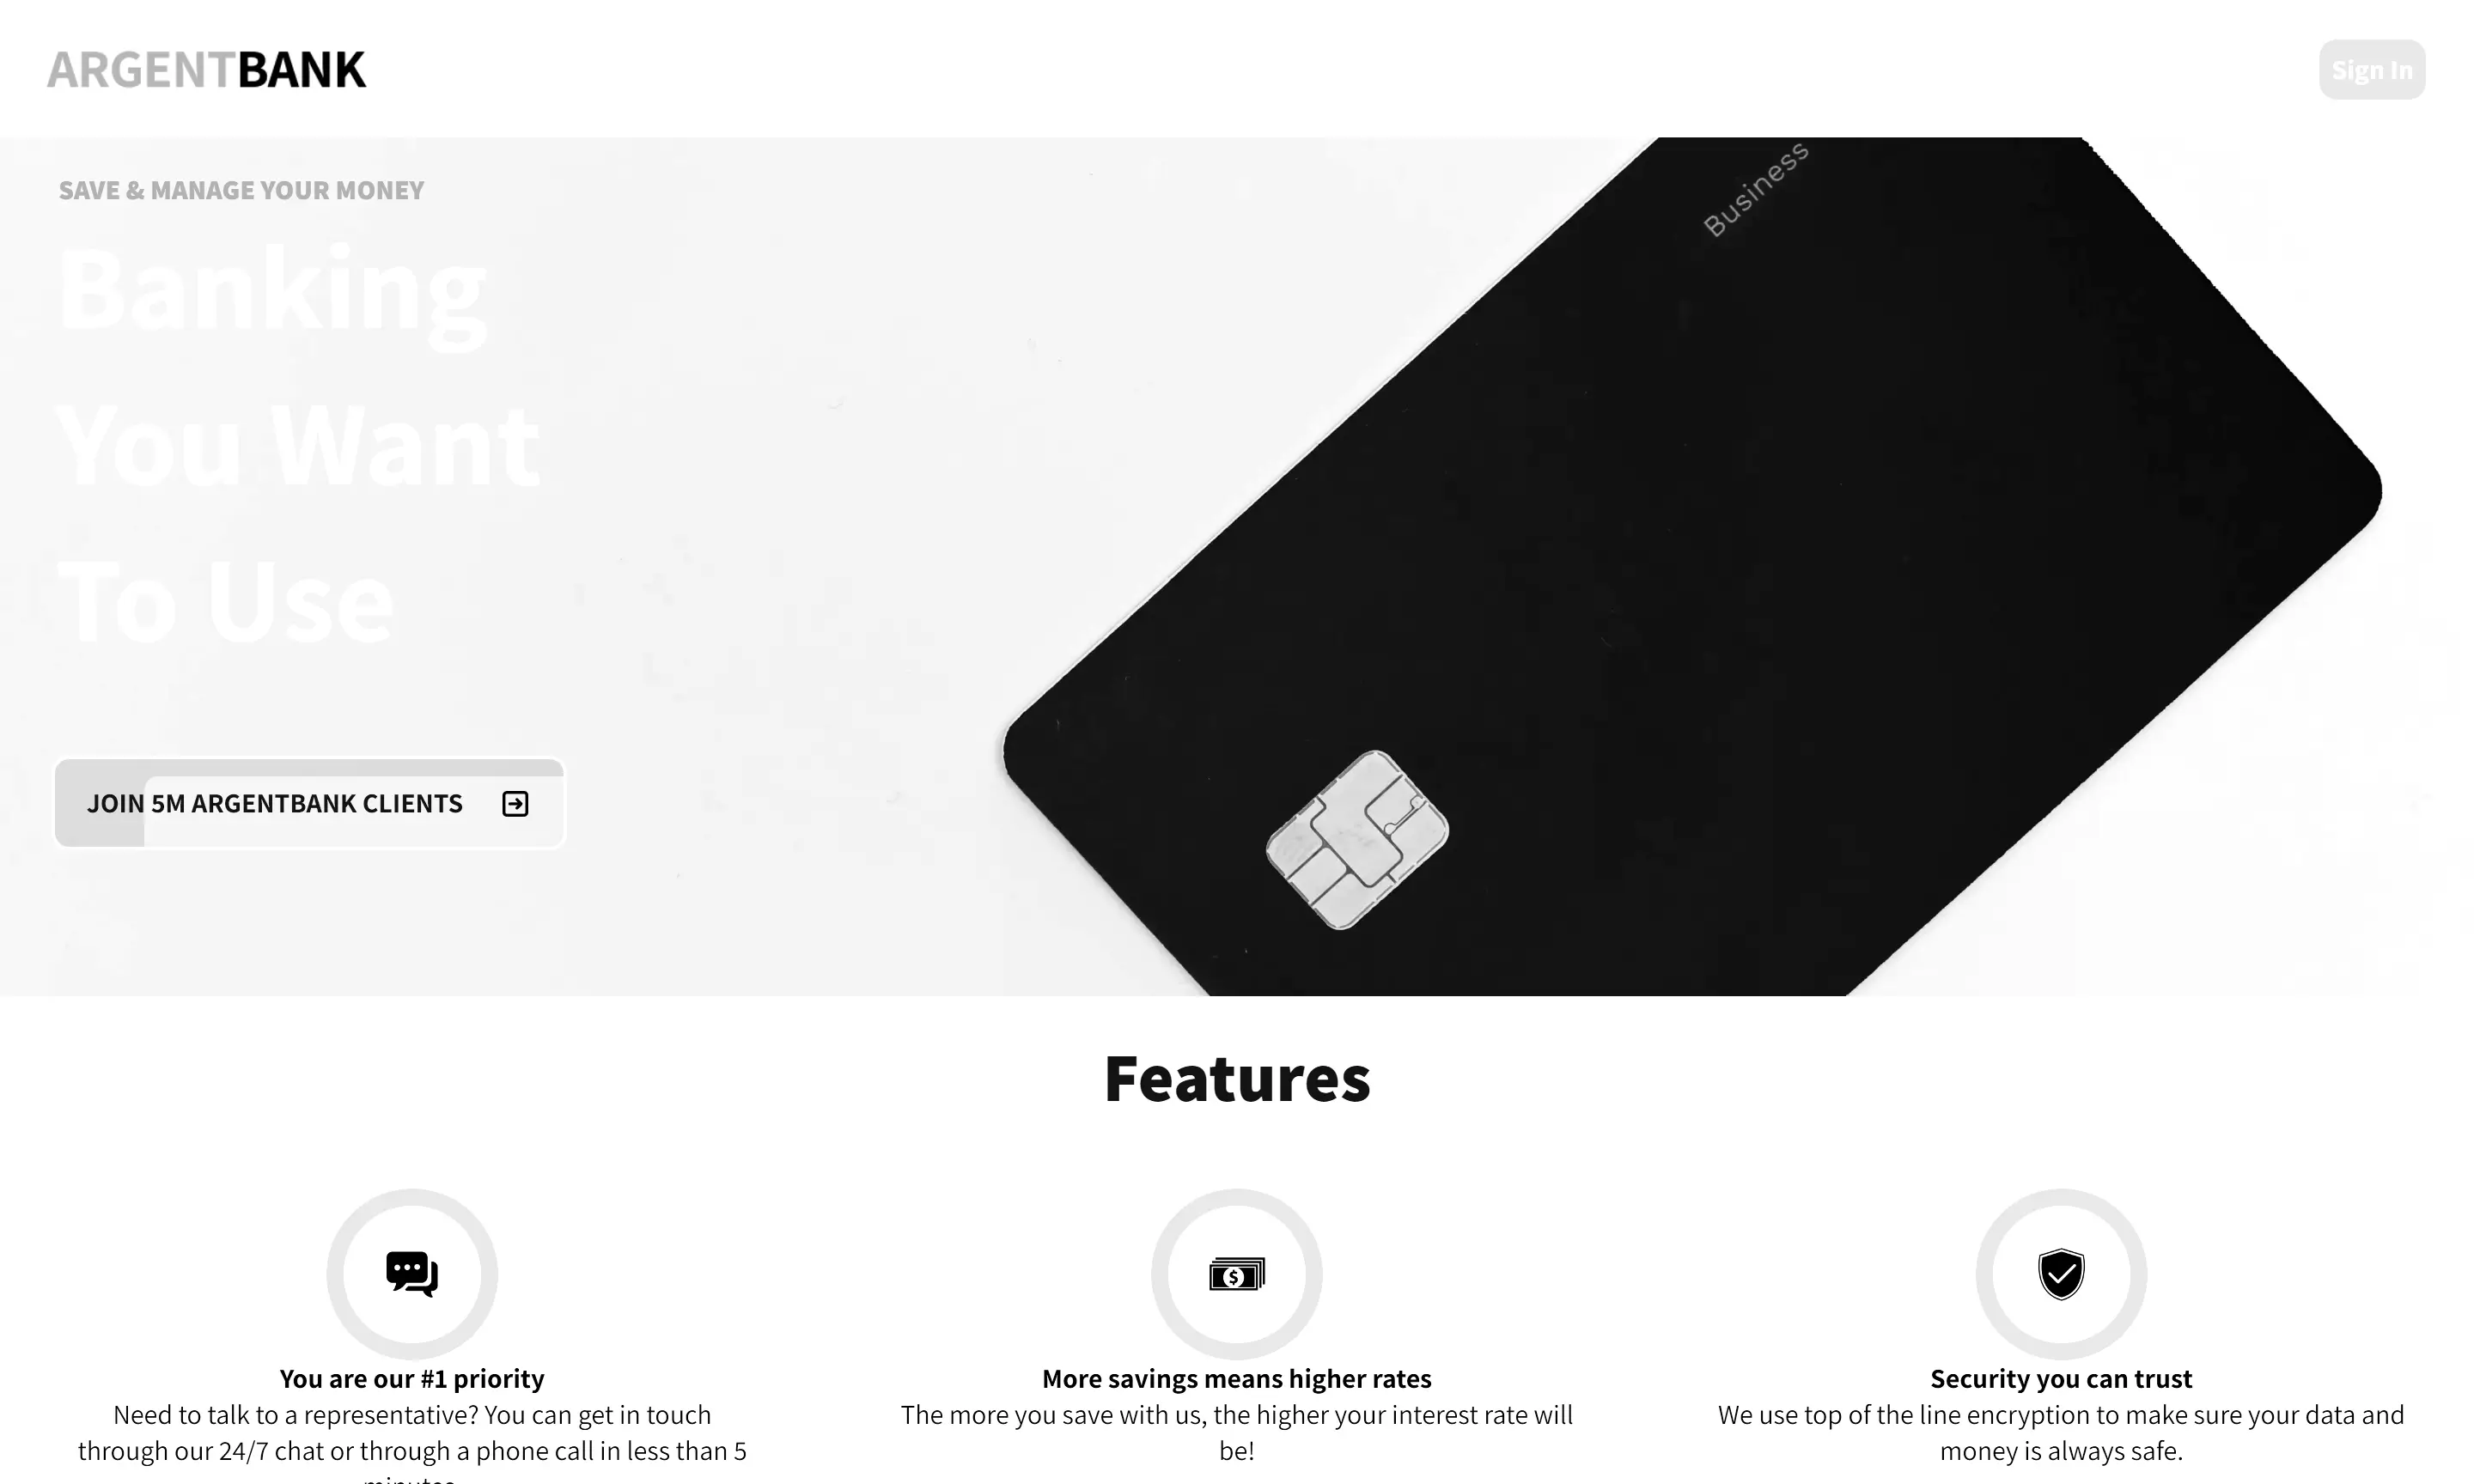 ARGENTBANK
Sign In
SAVE & MANAGE YOUR MONEY
Banking
You Want
To Use
Business
JOIN 5M ARGENTBANK CLIENTS
Features
You are our #1 priority
Need to talk to a representative? You can get in touch
through our 24/7 chat or through a phone call in less than 5
minutes.
More savings means higher rates
The more you save with us, the higher your interest rate will
be!
Security you can trust
We use top of the line encryption to make sure your data and
money is always safe.